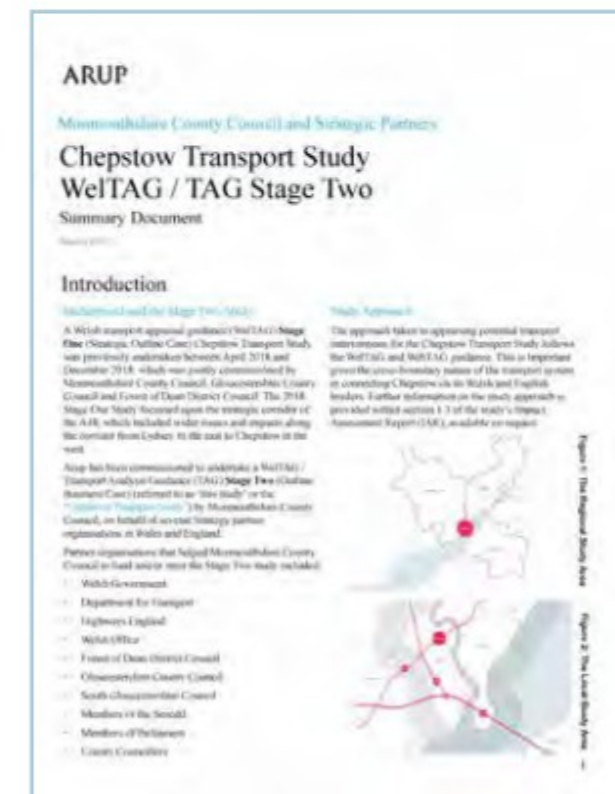 ARUP
Monmouthshire County Council and Strategic Partners
Chepstow Transport Study
WelTAG / TAG Stage Two
Summary Document
Introduction
Background and the Stage Two Study
A Welsh transport appraisal guidance (WelTAG) Stage
One (Strategic Outline Case) Chepstow Transport Study
was previously undertaken between April 2018 and
December 2018, which was jointly commissioned by
Monmouthshire County Council, Gloucestershire County
Council and Forest of Dean District Council. The 2018
Stage One Study focussed upon the strategic corridor of
the A48, which included wider issues and impacts along
the corridor from Lydney in the east to Chepstow in the
west.
Arup has been commissioned to undertake a WelTAG /
Transport Analysis Guidance (TAG) Stage Two (Outline
Business Case) (referred to as 'this study' or the
'Chepstow Transport Study') by Monmouthshire County
Council, on behalf of several Strategy partner
organisations in Wales and England.
Partner organisations that helped Monmouthshire County
Council to fund and/or steer the Stage Two study included:
- Welsh Government
- Department for Transport
- Highways England
- Welsh Office
- Forest of Dean District Council
- Gloucestershire County Council
- South Gloucestershire Council
- Members of the Senedd
- Members of Parliament
- County Councillors
Study Approach
The approach taken to appraising potential transport
interventions for the Chepstow Transport Study follows
the WelTAG and WebTAG guidance. This is important
given the cross-boundary nature of the transport system
in connecting Chepstow via its Welsh and English
borders. Further information on the study approach is
provided within section 1.3 of the study's Impact
Assessment Report (IAR), available on request.
Figure 1: The Regional Study Area
Figure 2: The Local Study Area